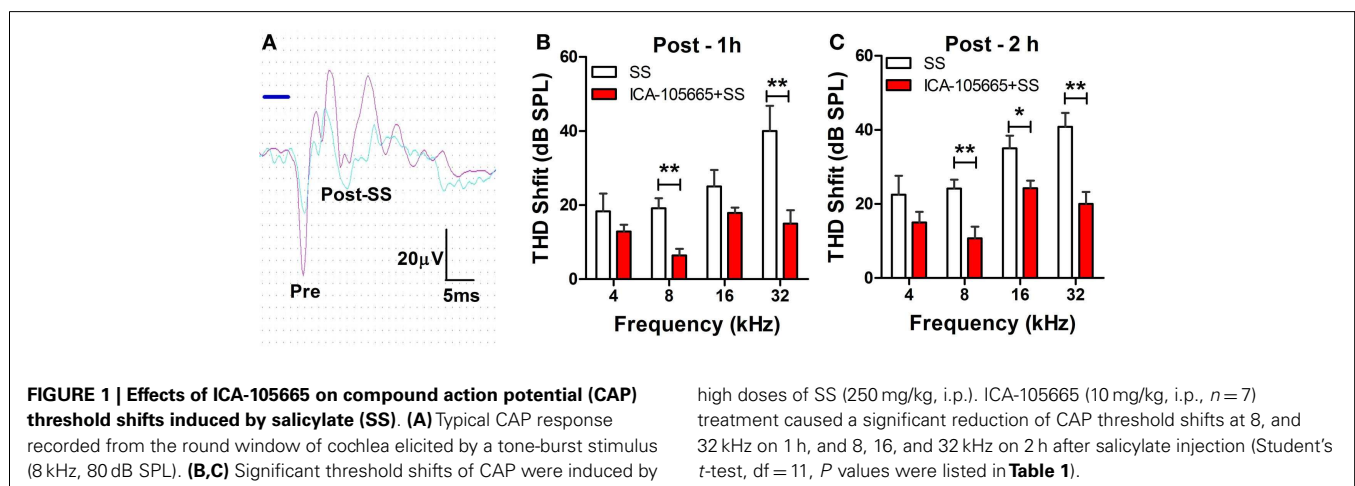 A
Pre
Post-SS
20μV
5ms
B
Post - 1h
SS
ICA-105665+SS
THD Shfit (dB SPL)
60
40
20
0
**
**
4 8 16 32
Frequency (kHz)
C
Post - 2 h
SS
ICA-105665+SS
THD Shfit (dB SPL)
60
40
20
0
**
*
**
4 8 16 32
Frequency (kHz)
FIGURE 1 | Effects of ICA-105665 on compound action potential (CAP)
threshold shifts induced by salicylate (SS). (A) Typical CAP response
recorded from the round window of cochlea elicited by a tone-burst stimulus
(8 kHz, 80 dB SPL). (B,C) Significant threshold shifts of CAP were induced by
high doses of SS (250 mg/kg, i.p.). ICA-105665 (10 mg/kg, i.p., n = 7)
treatment caused a significant reduction of CAP threshold shifts at 8, and
32 kHz on 1 h, and 8, 16, and 32 kHz on 2 h after salicylate injection (Student's
t-test, df = 11, P values were listed in Table 1).